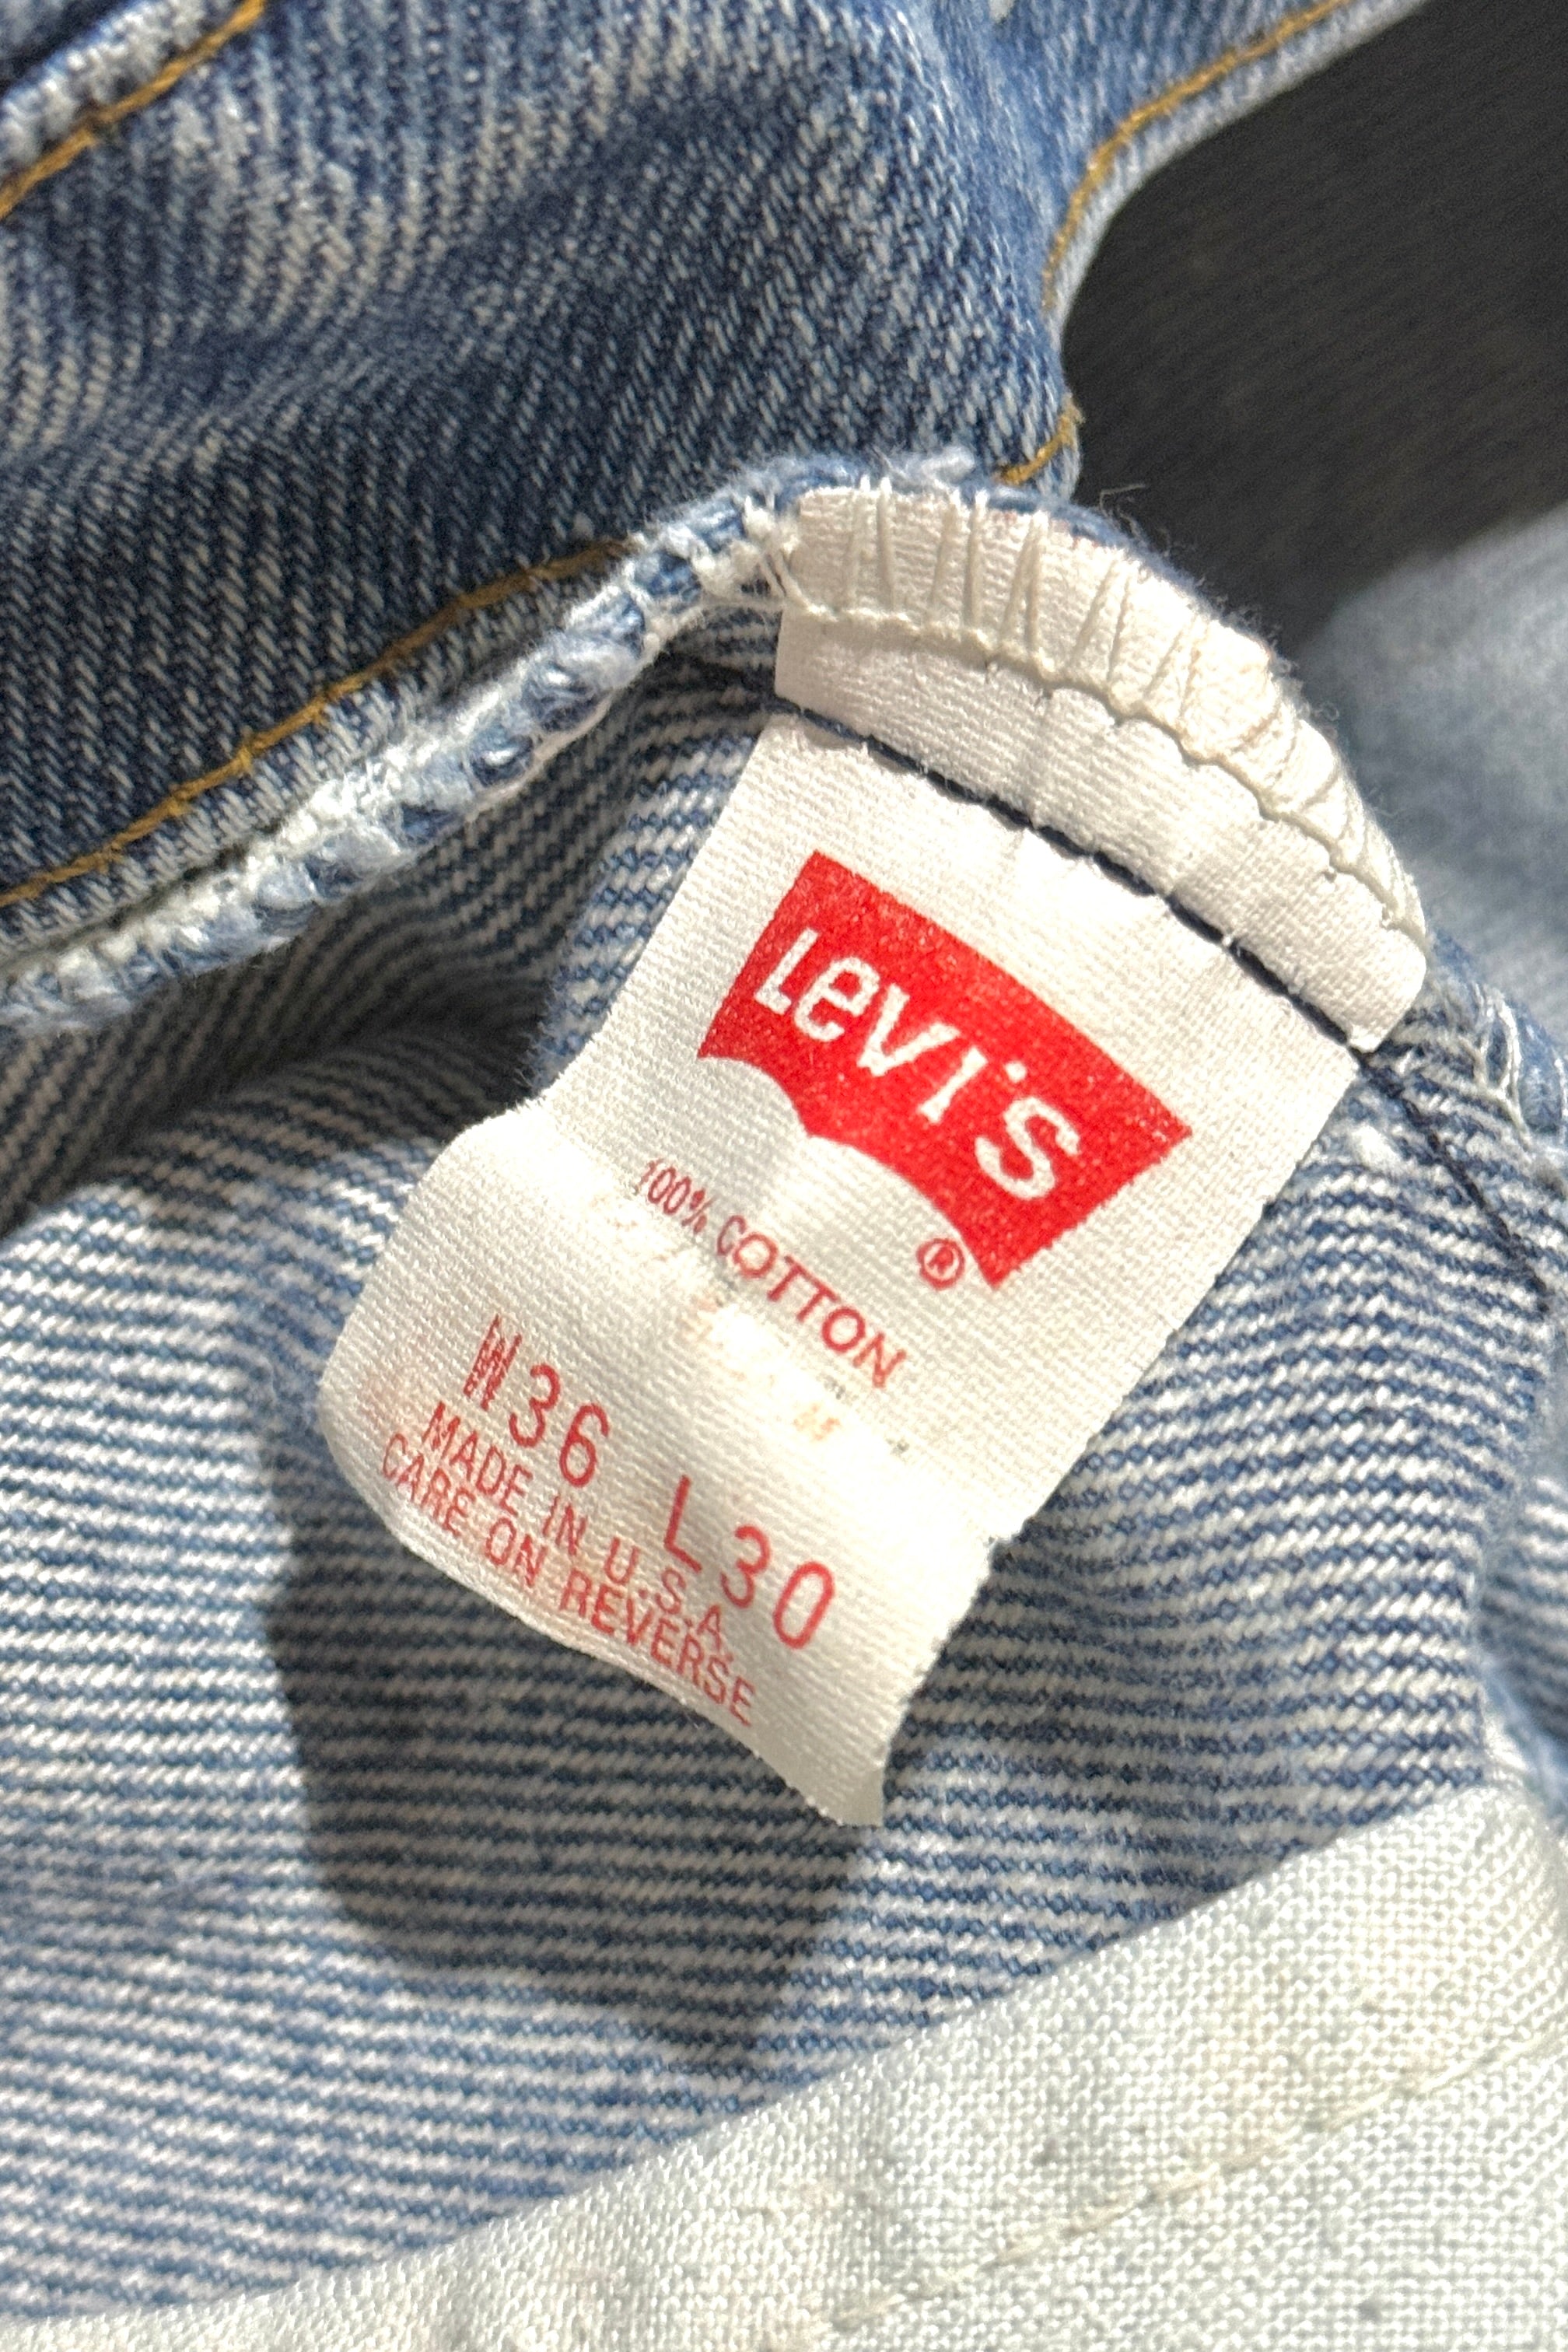 Levi's
®
100% COTTON
W36 L30
MADE IN U.S.A.
CARE ON REVERSE